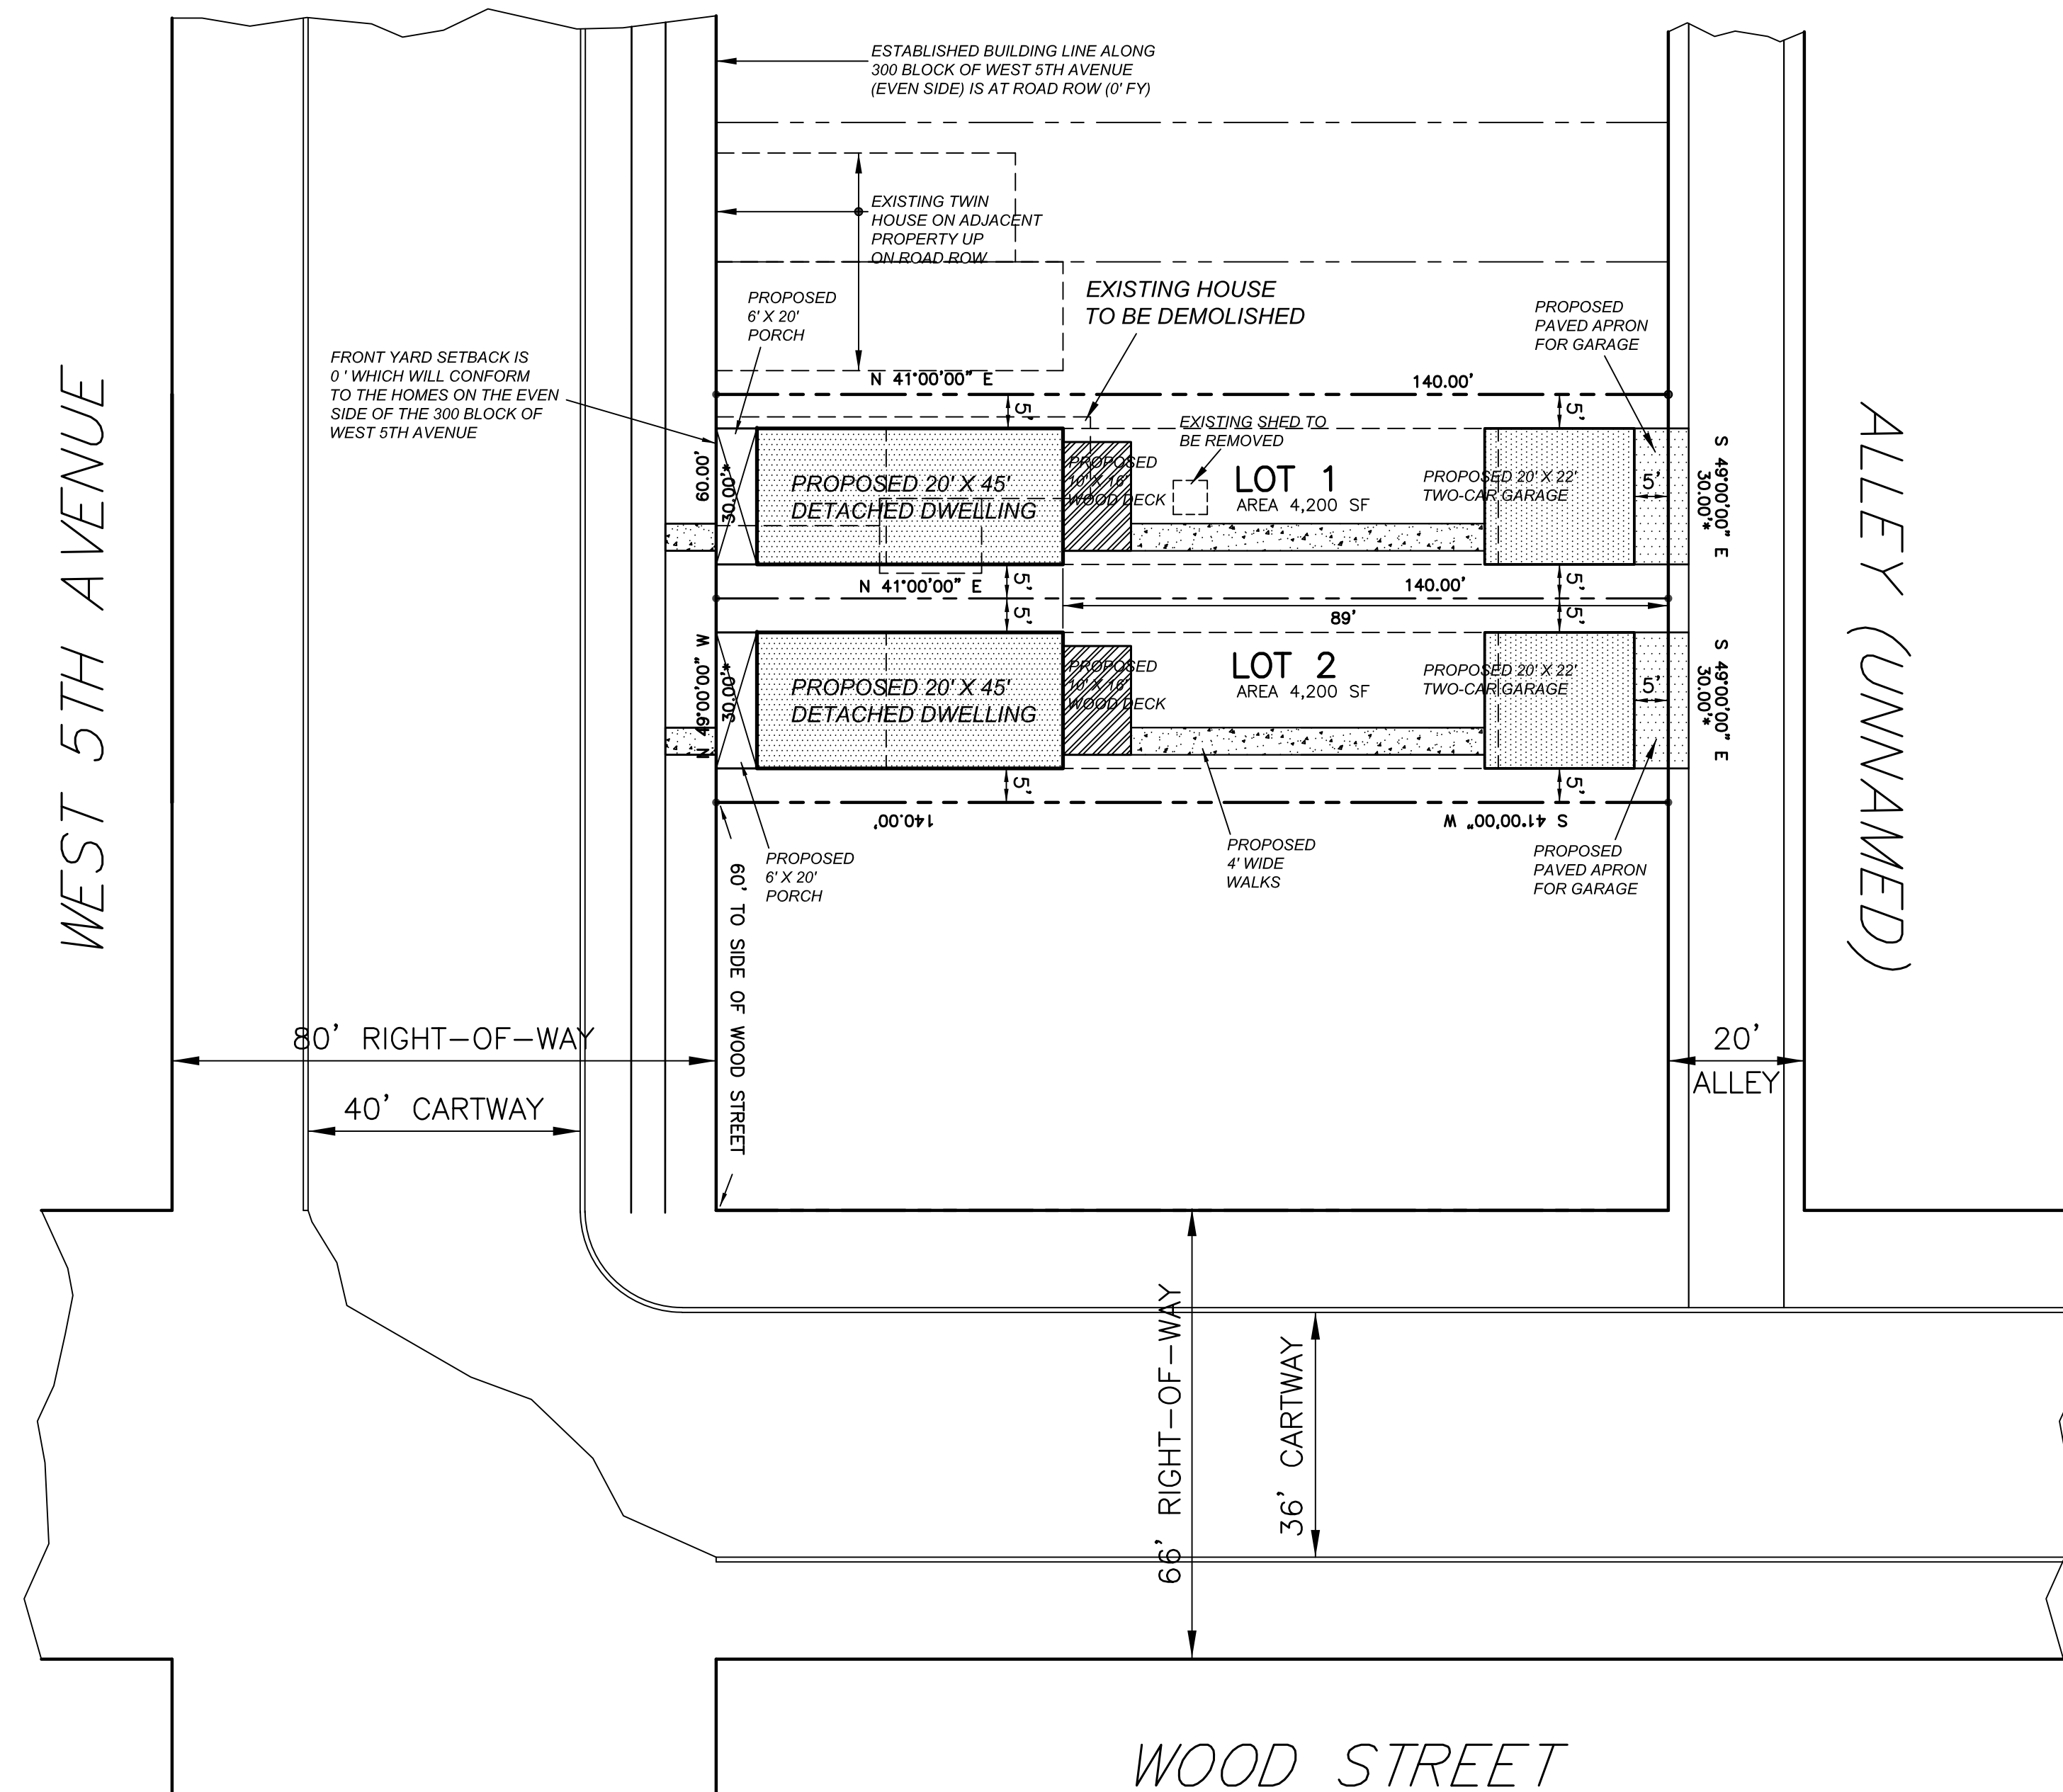 ESTABLISHED BUILDING LINE ALONG
300 BLOCK OF WEST 5TH AVENUE
(EVEN SIDE) IS AT ROAD ROW (0' FY)
EXISTING TWIN
HOUSE ON ADJACENT
PROPERTY UP
ON ROAD ROW
EXISTING HOUSE
TO BE DEMOLISHED
PROPOSED
6' X 20'
PORCH
PROPOSED
PAVED APRON
FOR GARAGE
FRONT YARD SETBACK IS
0 ' WHICH WILL CONFORM
TO THE HOMES ON THE EVEN
SIDE OF THE 300 BLOCK OF
WEST 5TH AVENUE
N 41°00'00" E
140.00'
5'
5'
EXISTING SHED TO
BE REMOVED
60.00'
30.00'*
PROPOSED 20' X 45'
DETACHED DWELLING
PROPOSED
10' X 16'
WOOD DECK
LOT 1
AREA 4,200 SF
PROPOSED 20' X 22'
TWO-CAR GARAGE
5'
S 49°00'00" E
30.00'*
5'
5'
N 41°00'00" E
140.00'
5'
5'
89'
N 49°00'00" W
30.00'*
PROPOSED 20' X 45'
DETACHED DWELLING
PROPOSED
10' X 16'
WOOD DECK
LOT 2
AREA 4,200 SF
PROPOSED 20' X 22'
TWO-CAR GARAGE
5'
S 49°00'00" E
30.00'*
5'
5'
140.00'
S 41°00'00" W
PROPOSED
6' X 20'
PORCH
PROPOSED
4' WIDE
WALKS
PROPOSED
PAVED APRON
FOR GARAGE
60' TO SIDE OF WOOD STREET
WEST 5TH AVENUE
ALLEY (UNNAMED)
80' RIGHT-OF-WAY
40' CARTWAY
20'
ALLEY
66' RIGHT-OF-WAY
36' CARTWAY
WOOD STREET